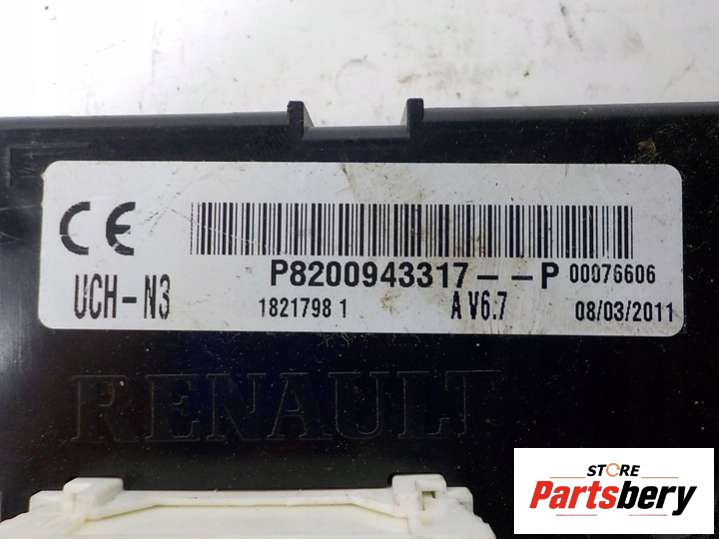 CE
P8200943317--P 00076606
UCH-N3
1821798 1 A V6.7 08/03/2011
RENAULT
STORE
Partsbery